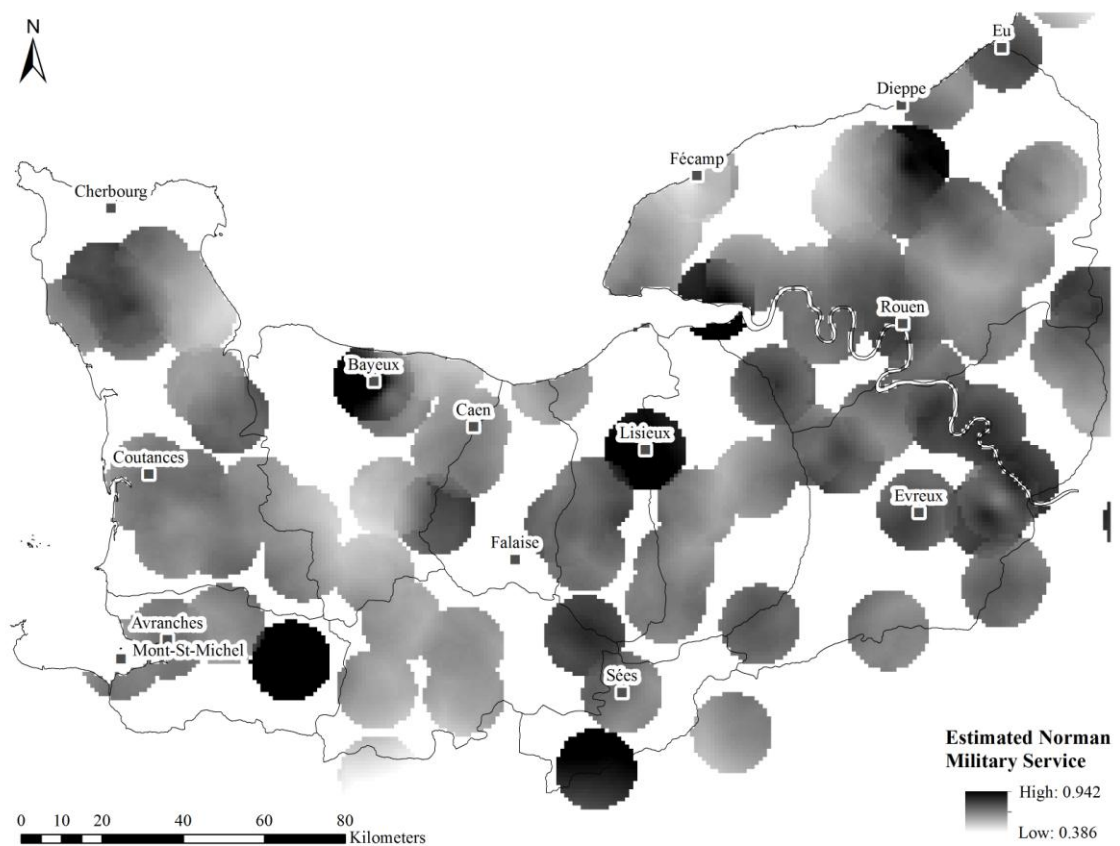 N
Eu
Dieppe
Fécamp
Cherbourg
Rouen
Bayeux
Caen
Lisieux
Coutances
Evreux
Falaise
Avranches
Mont-St-Michel
Sées
Estimated Norman
Military Service
High: 0.942
Low: 0.386
0 10 20 40 60 80
Kilometers